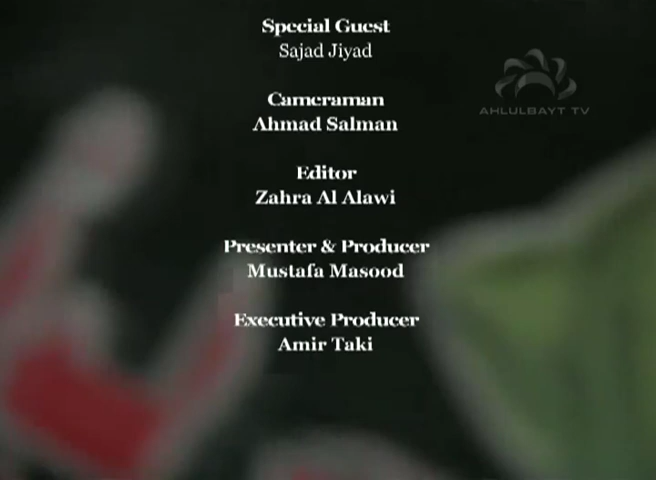 Special Guest
Sajad Jiyad
AHLULBAYT TV
Cameraman
Ahmad Salman
Editor
Zahra Al Alawi
Presenter & Producer
Mustafa Masood
Executive Producer
Amir Taki